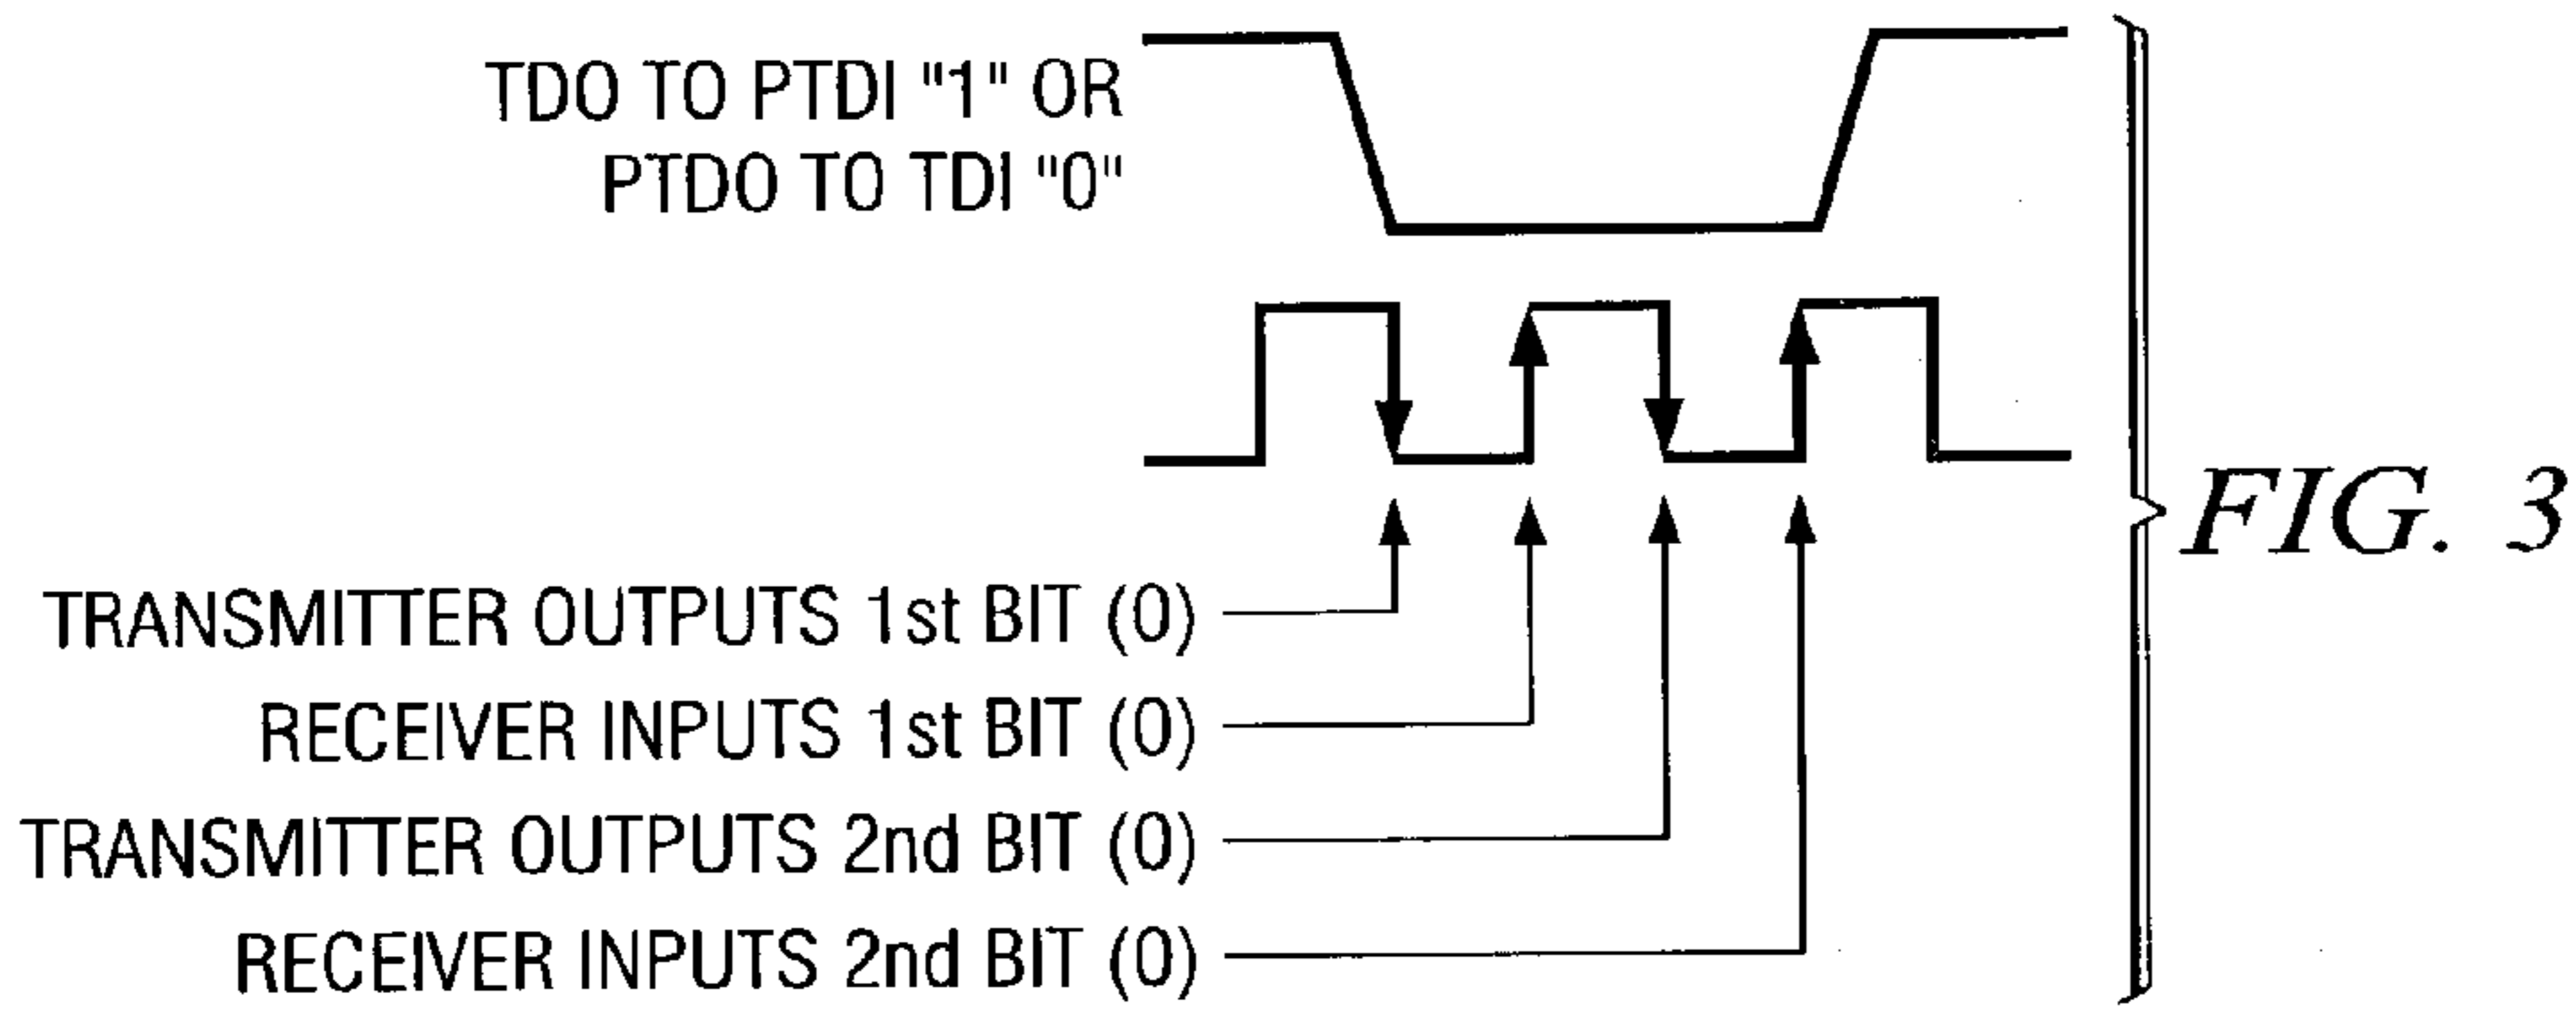 TDO TO PTDI "1" OR
PTDO TO TDI "0"
FIG. 3
TRANSMITTER OUTPUTS 1st BIT (0)
RECEIVER INPUTS 1st BIT (0)
TRANSMITTER OUTPUTS 2nd BIT (0)
RECEIVER INPUTS 2nd BIT (0)